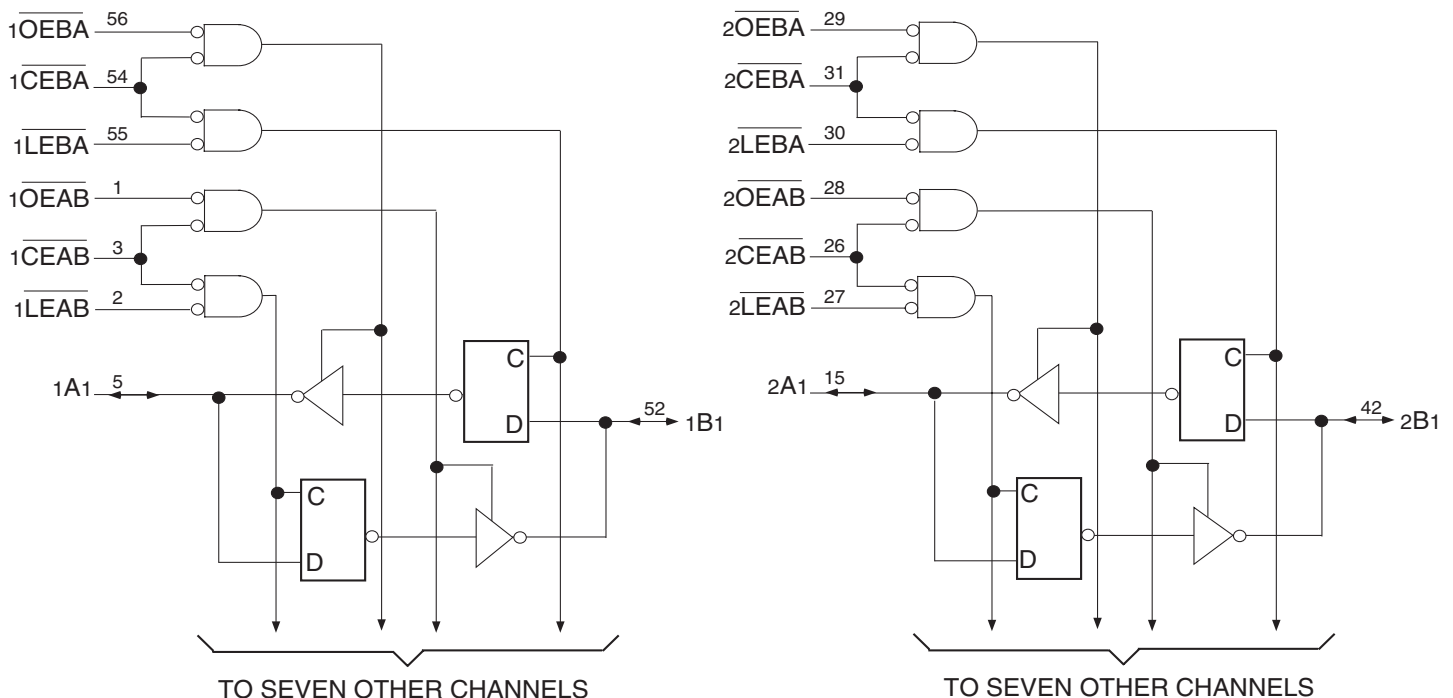 1OEBA 56
1CEBA 54
1LEBA 55
1OEAB 1
1CEAB 3
1LEAB 2
C
1A1 5
D
52 1B1
C
D
TO SEVEN OTHER CHANNELS
2OEBA 29
2CEBA 31
2LEBA 30
2OEAB 28
2CEAB 26
2LEAB 27
C
2A1 15
D
42 2B1
C
D
TO SEVEN OTHER CHANNELS